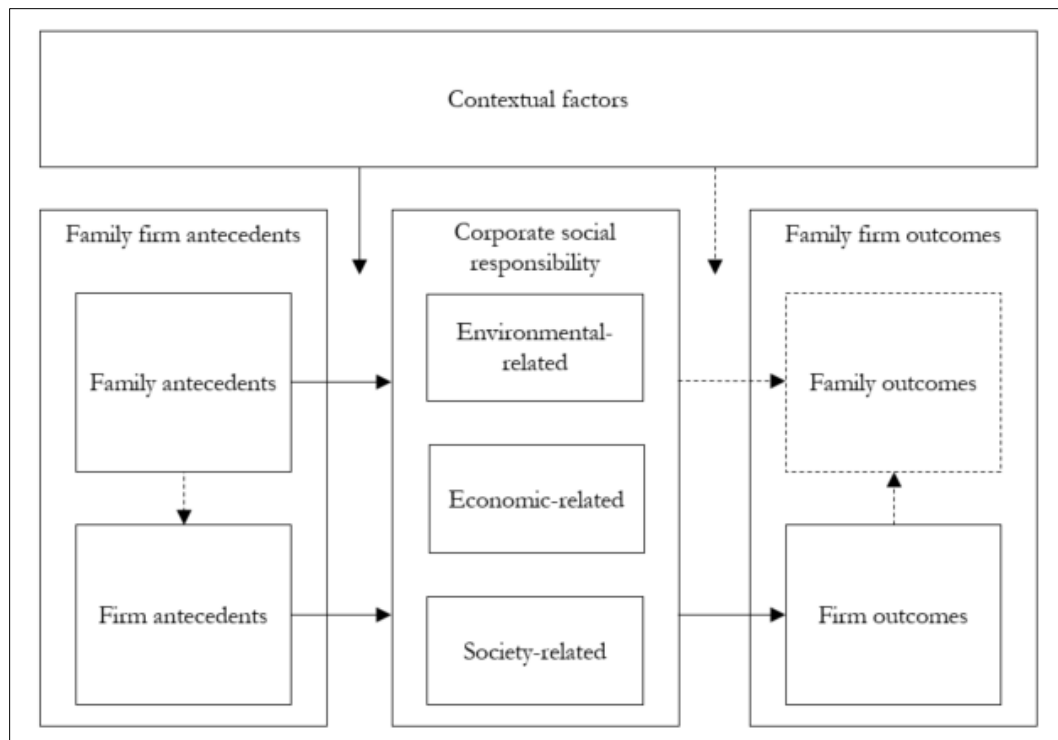 Contextual factors
Family firm antecedents
Family antecedents
Firm antecedents
Corporate social
responsibility
Environmental-
related
Economic-related
Society-related
Family firm outcomes
Family outcomes
Firm outcomes